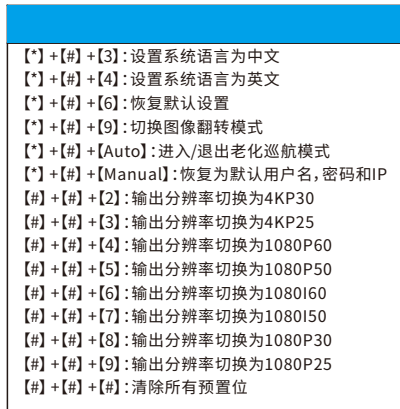 【*】+【#】+【3】:设置系统语言为中文
【*】+【#】+【4】:设置系统语言为英文
【*】+【#】+【6】:恢复默认设置
【*】+【#】+【9】:切换图像翻转模式
【*】+【#】+【Auto】:进入/退出老化巡航模式
【*】+【#】+【Manual】:恢复为默认用户名,密码和IP
【#】+【#】+【2】:输出分辨率切换为4KP30
【#】+【#】+【3】:输出分辨率切换为4KP25
【#】+【#】+【4】:输出分辨率切换为1080P60
【#】+【#】+【5】:输出分辨率切换为1080P50
【#】+【#】+【6】:输出分辨率切换为1080I60
【#】+【#】+【7】:输出分辨率切换为1080I50
【#】+【#】+【8】:输出分辨率切换为1080P30
【#】+【#】+【9】:输出分辨率切换为1080P25
【#】+【#】+【#】:清除所有预置位